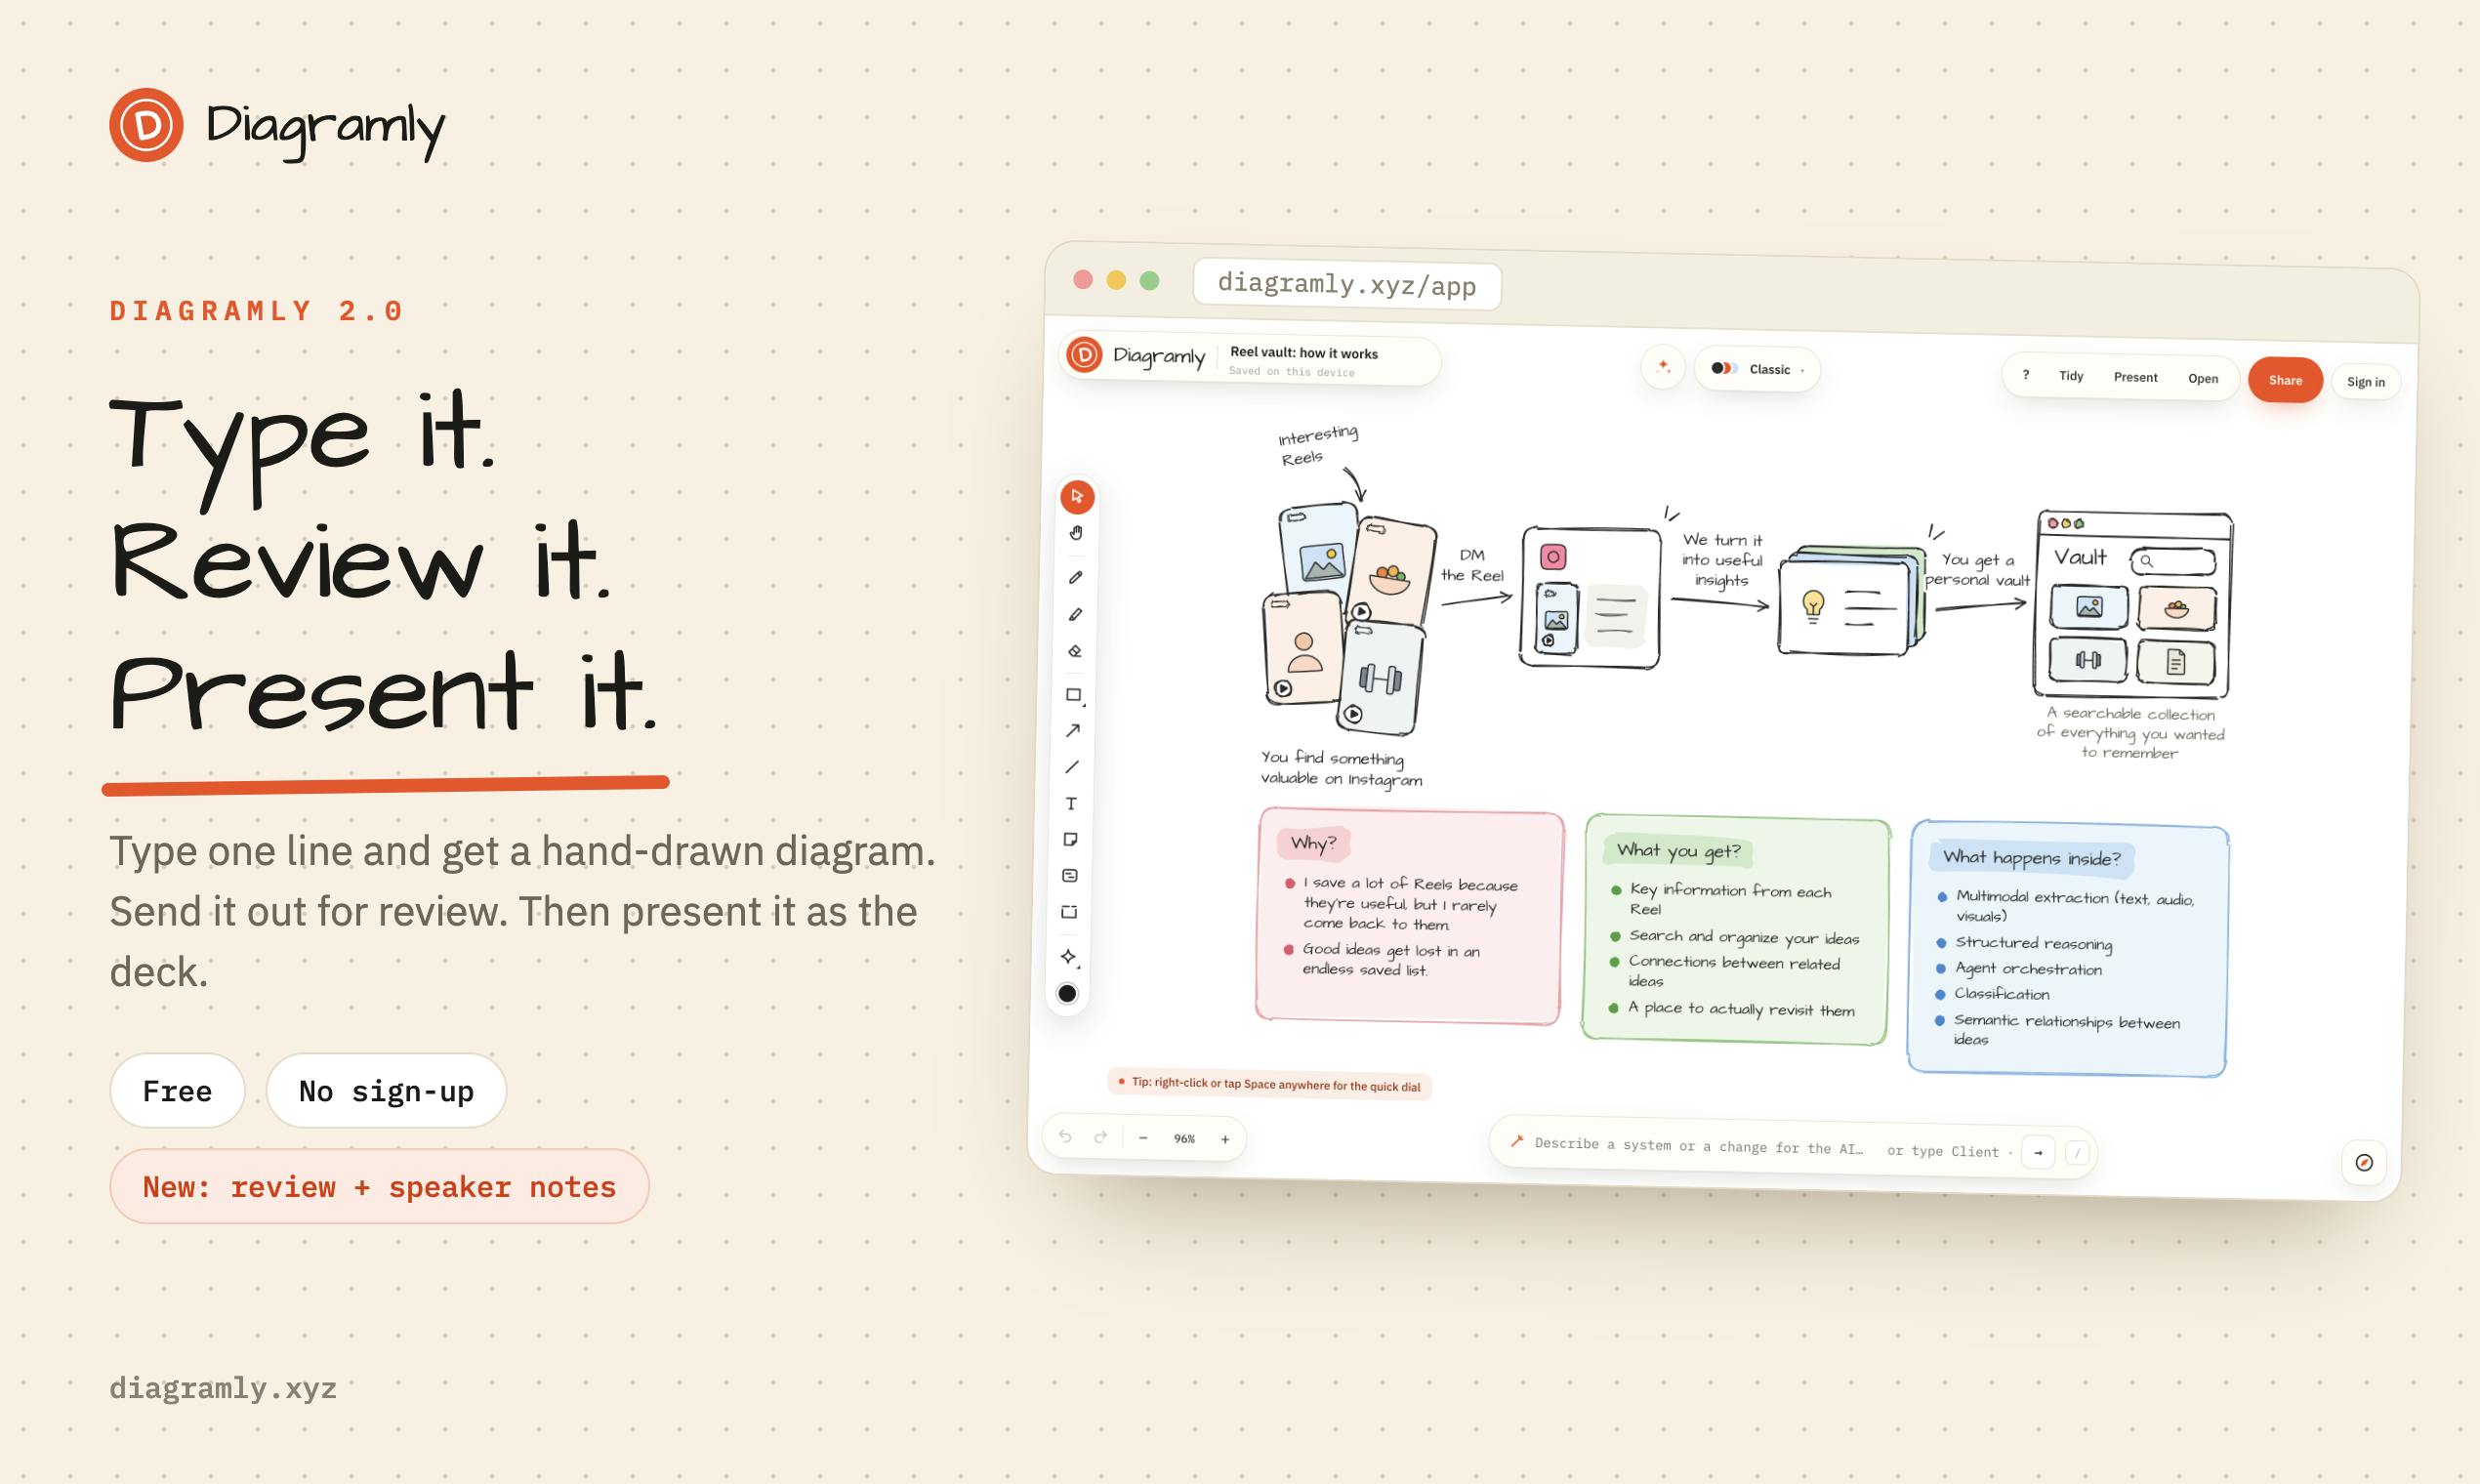 D
Diagramly
DIAGRAMLY 2.0
Type it.
Review it.
Present it.
Type one line and get a hand-drawn diagram.
Send it out for review. Then present it as the
deck.
Free
No sign-up
New: review + speaker notes
diagramly.xyz
diagramly.xyz/app
D
Diagramly
Reel vault: how it works
Saved on this device
Classic
?
Tidy
Present
Open
Share
Sign in
Interesting
Reels
You find something
valuable on Instagram
DM
the Reel
We turn it
into useful
insights
You get a
personal vault
Vault
A searchable collection
of everything you wanted
to remember
Why?
I save a lot of Reels because
they're useful, but I rarely
come back to them.
Good ideas get lost in an
endless saved list.
What you get?
Key information from each
Reel
Search and organize your ideas
Connections between related
ideas
A place to actually revisit them
What happens inside?
Multimodal extraction (text, audio,
visuals)
Structured reasoning
Agent orchestration
Classification
Semantic relationships between
ideas
T
Tip: right-click or tap Space anywhere for the quick dial
− 96% +
Describe a system or a change for the AI… or type Client -
/